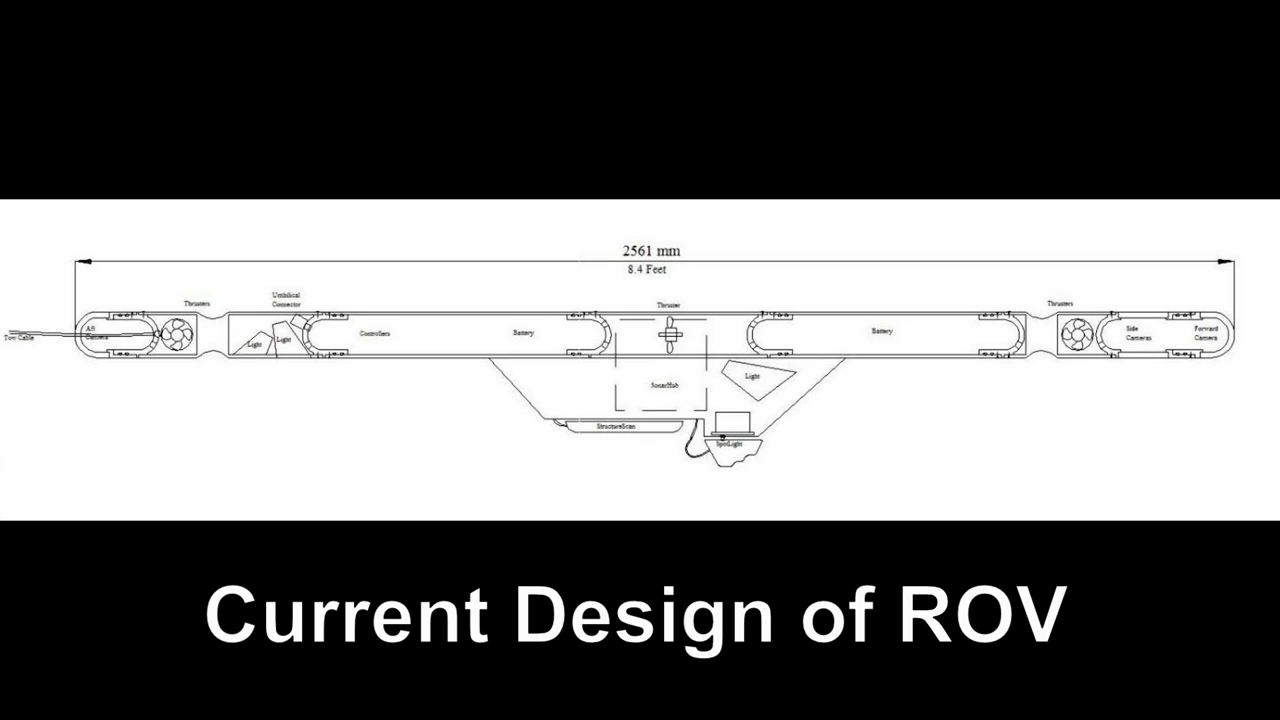 2561 mm
8.4 Feet
Thrusters
Umbilical
Connector
Thruster
Thrusters
Tow Cable
Aft
Camera
Light
Light
Controllers
Battery
Battery
Side
Cameras
Forward
Camera
SonarHub
Light
StructureScan
SpotLight
Current Design of ROV